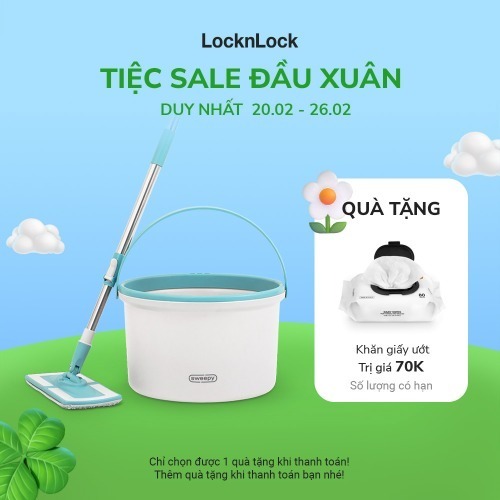 LocknLock
TIỆC SALE ĐẦU XUÂN
DUY NHẤT 20.02 - 26.02
QUÀ TẶNG
sweepy
Khăn giấy ướt
Trị giá 70K
Số lượng có hạn
Chỉ chọn được 1 quà tặng khi thanh toán!
Thêm quà tặng khi thanh toán bạn nhé!